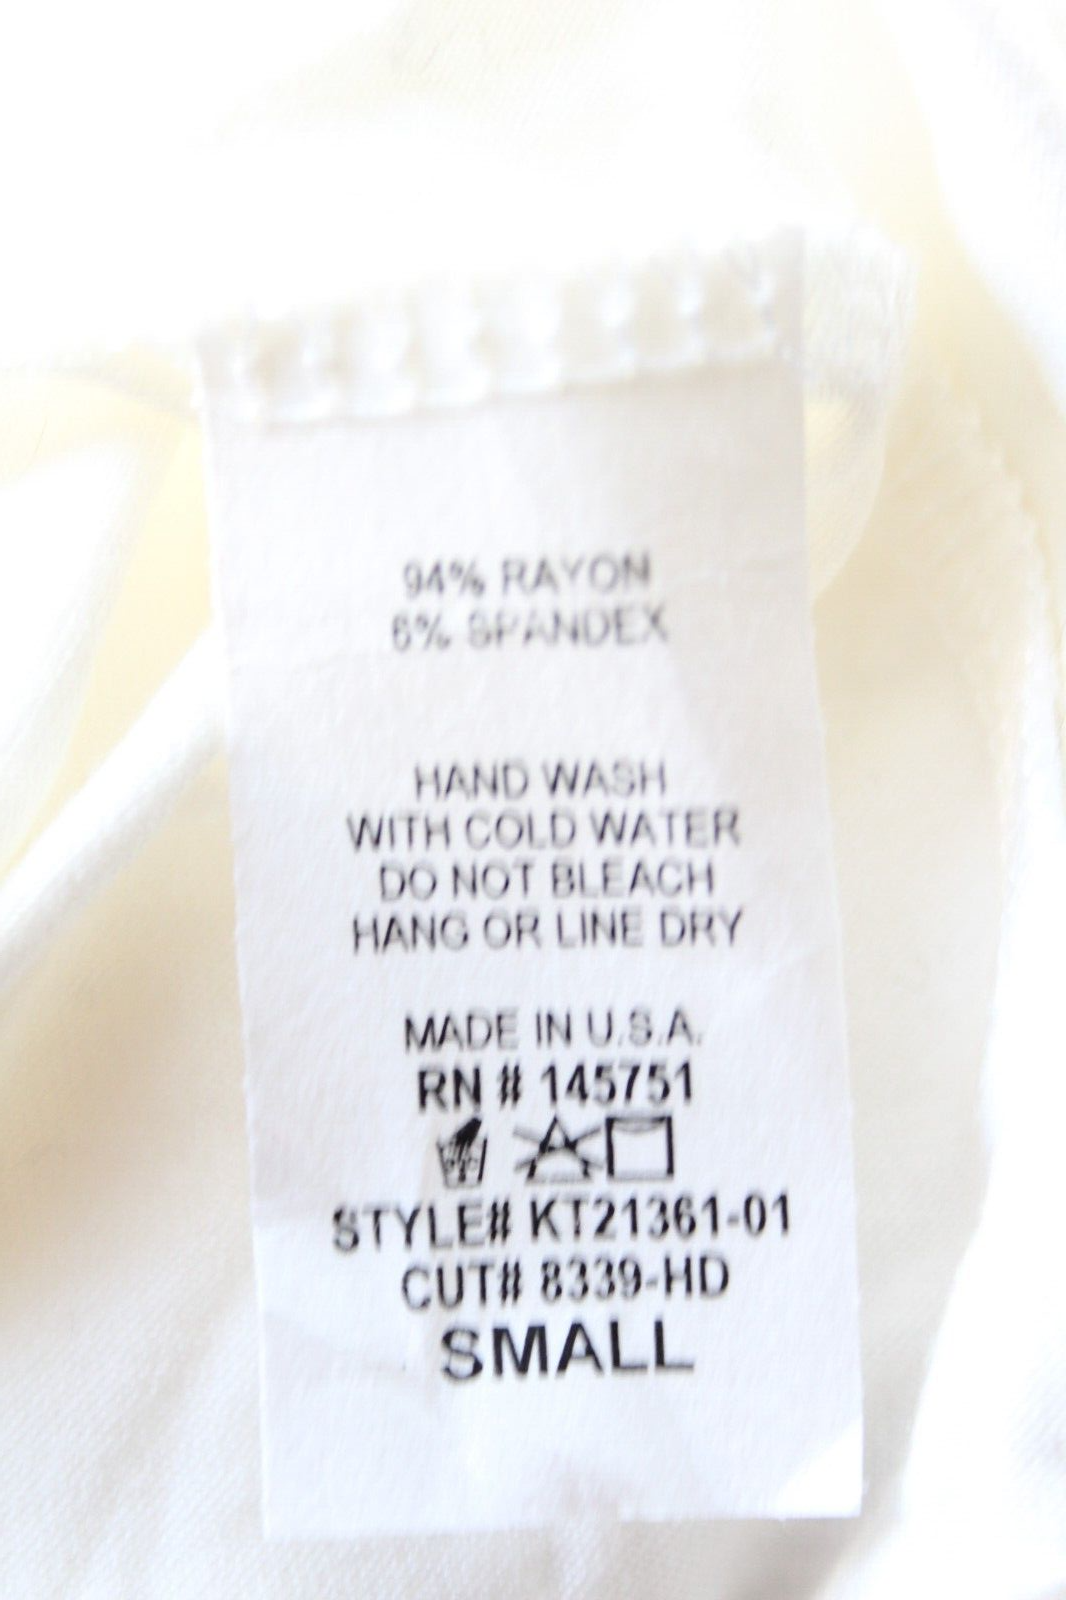 94% RAYON
6% SPANDEX
HAND WASH
WITH COLD WATER
DO NOT BLEACH
HANG OR LINE DRY
MADE IN U.S.A.
RN # 145751
STYLE# KT21361-01
CUT# 8339-HD
SMALL